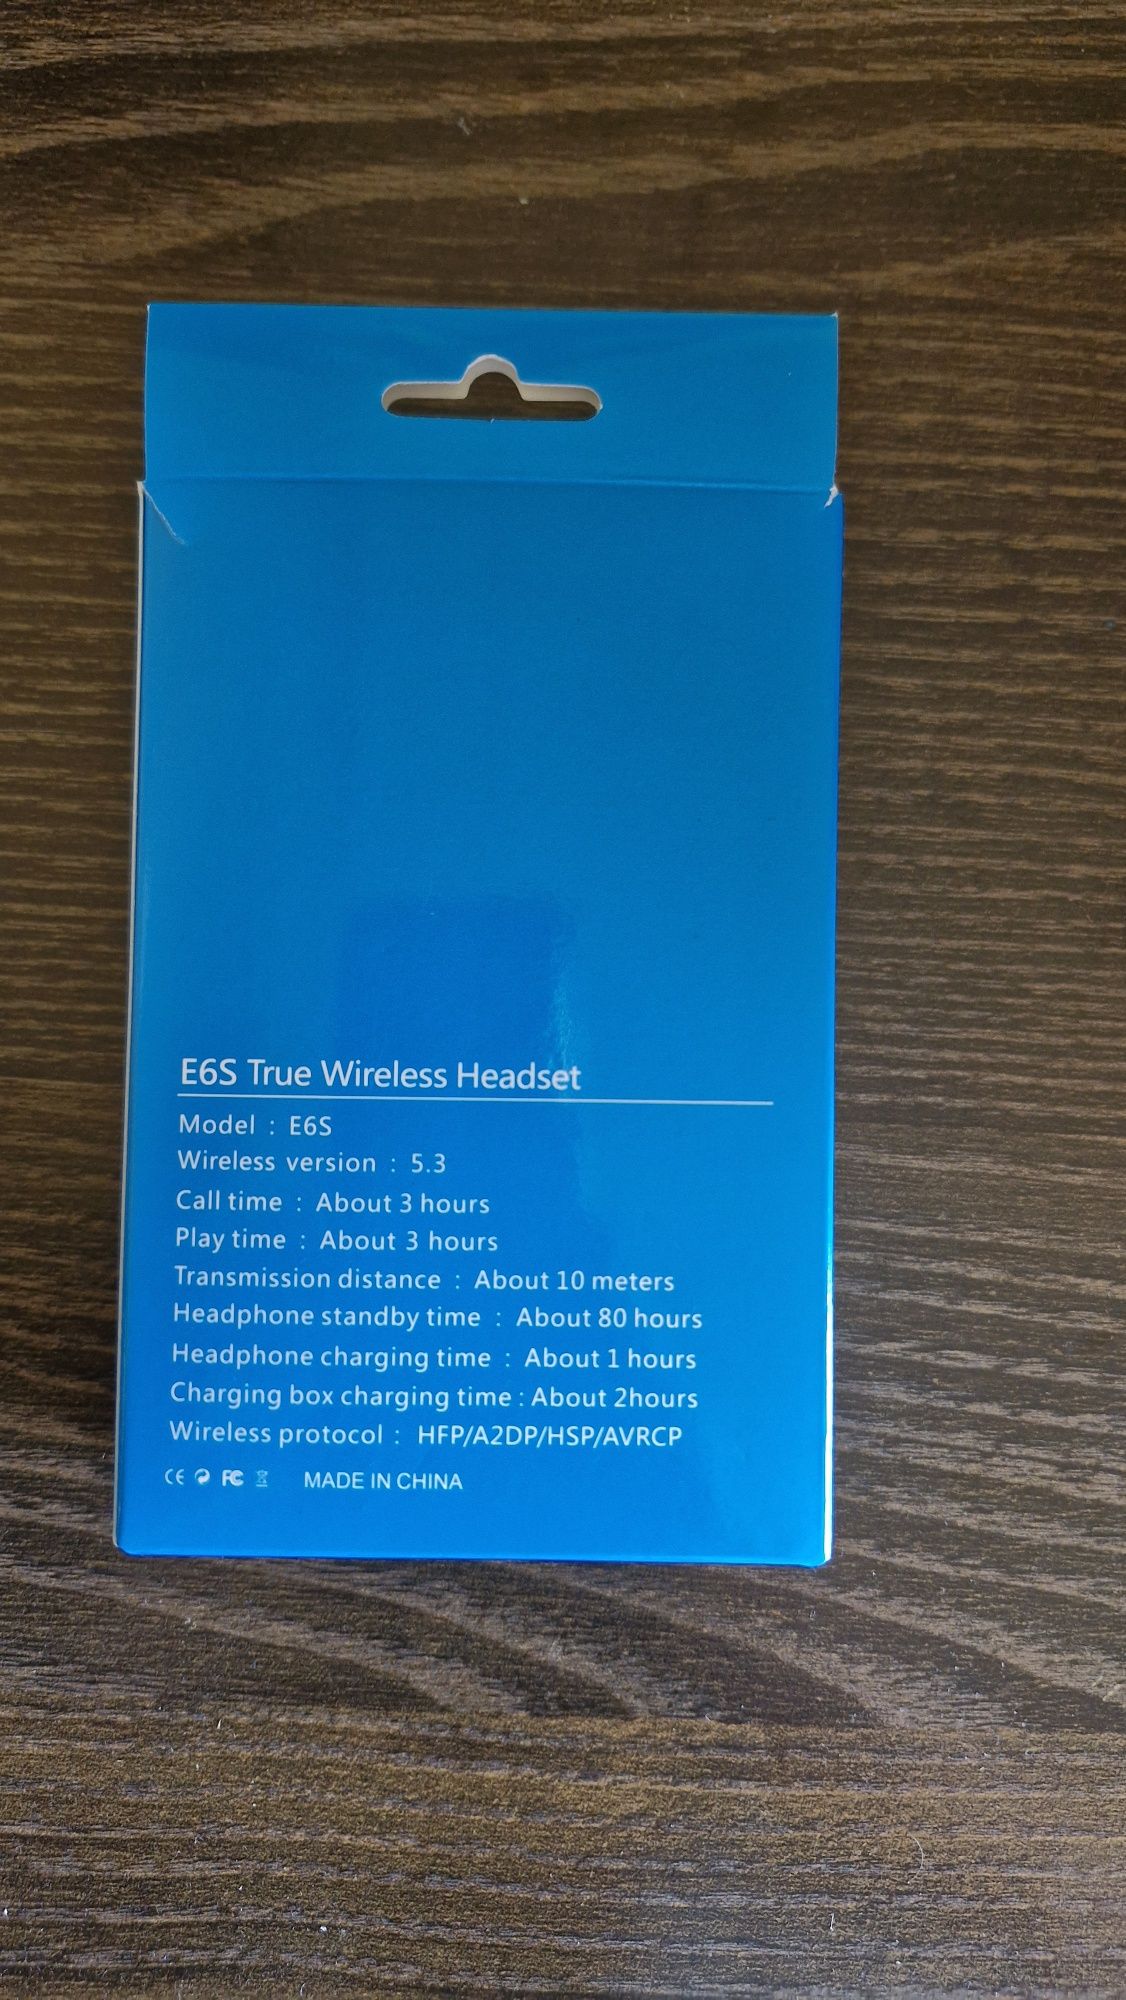 E6S True Wireless Headset
Model : E6S
Wireless version : 5.3
Call time : About 3 hours
Play time : About 3 hours
Transmission distance : About 10 meters
Headphone standby time : About 80 hours
Headphone charging time : About 1 hours
Charging box charging time : About 2hours
Wireless protocol : HFP/A2DP/HSP/AVRCP
CE FC MADE IN CHINA